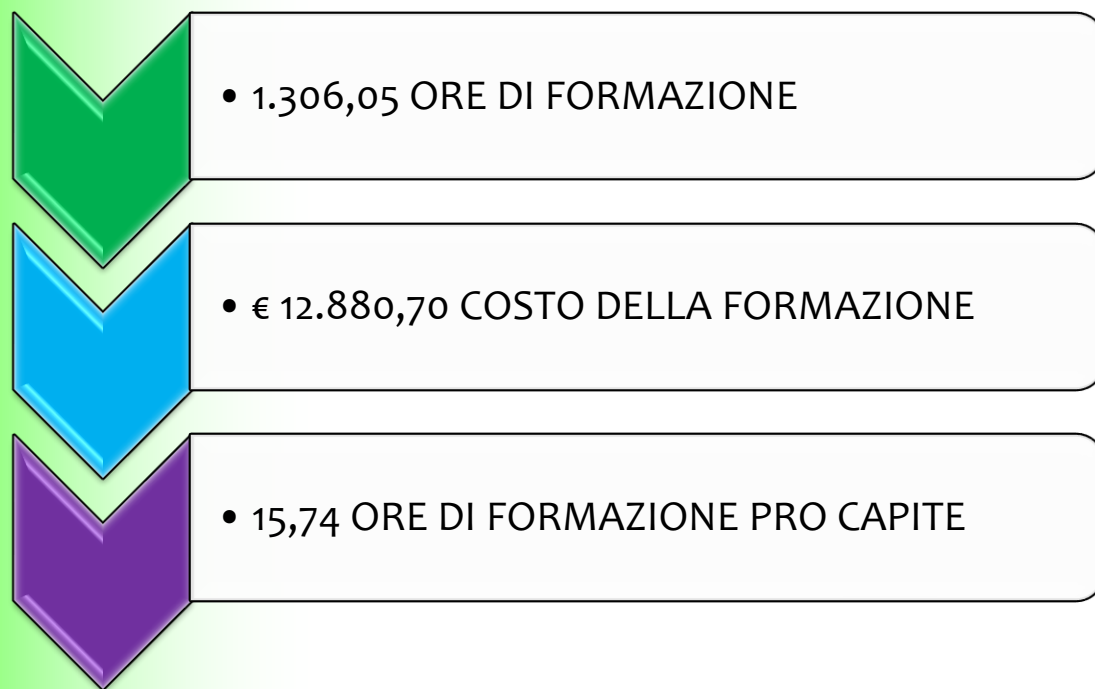 • 1.306,05 ORE DI FORMAZIONE
• € 12.880,70 COSTO DELLA FORMAZIONE
• 15,74 ORE DI FORMAZIONE PRO CAPITE